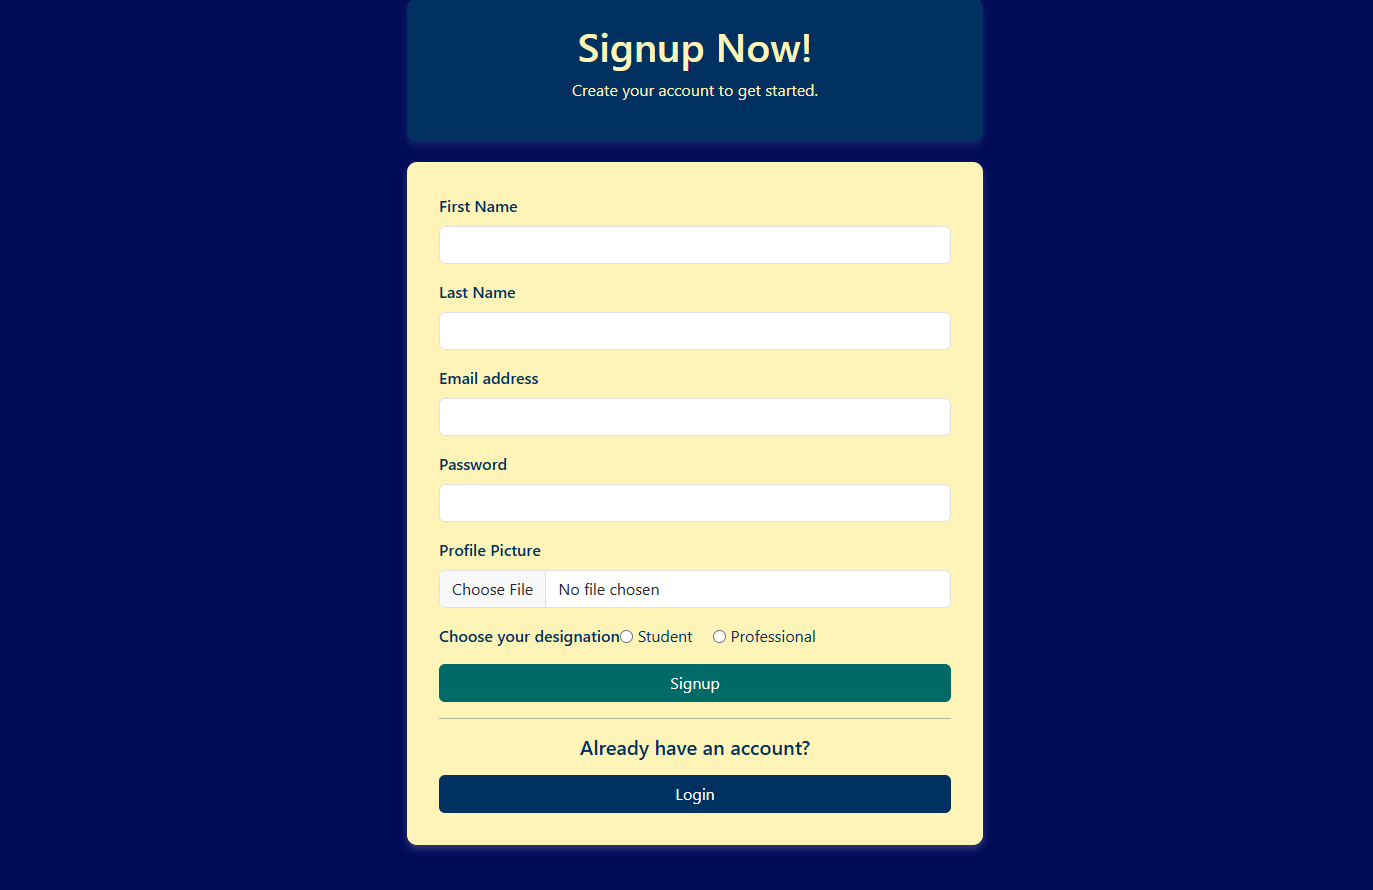 Signup Now!
Create your account to get started.
First Name
Last Name
Email address
Password
Profile Picture
Choose File No file chosen
Choose your designation Student Professional
Signup
Already have an account?
Login